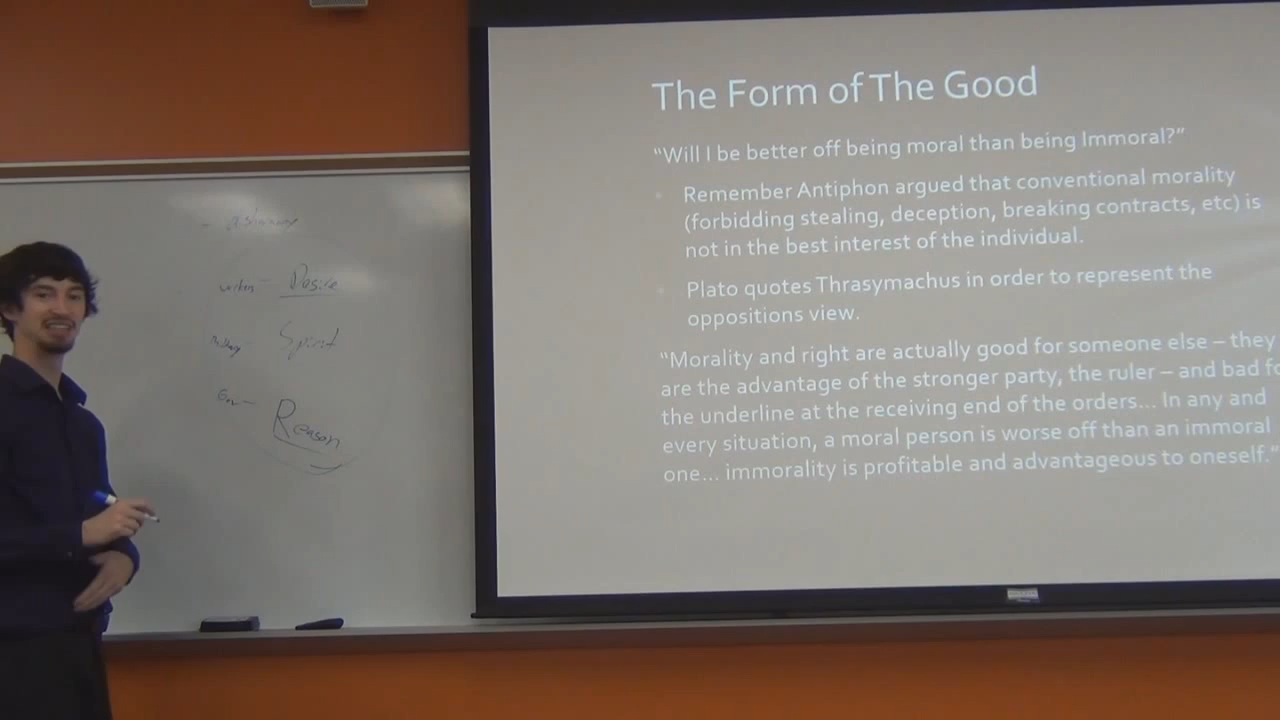 The Form of The Good
“Will I be better off being moral than being Immoral?”
Remember Antiphon argued that conventional morality
(forbidding stealing, deception, breaking contracts, etc) is
not in the best interest of the individual.
Plato quotes Thrasymachus in order to represent the
oppositions view.
“Morality and right are actually good for someone else – they
are the advantage of the stronger party, the ruler – and bad fo
the underline at the receiving end of the orders... In any and
every situation, a moral person is worse off than an immoral
one... immorality is profitable and advantageous to oneself.”
Desire
Spirit
Reason